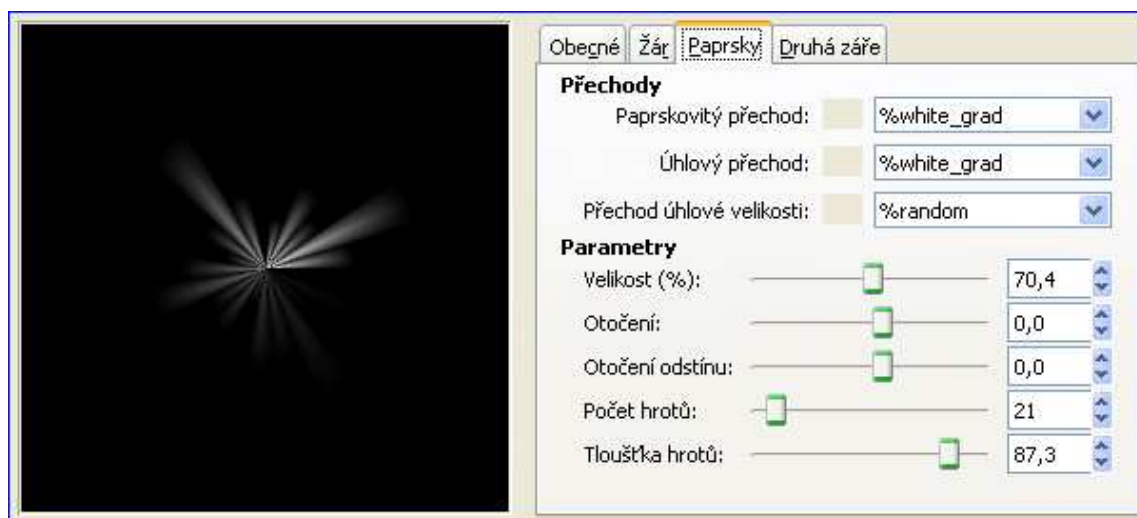 Obecné Žár Paprsky Druhá záře
Přechody
Paprskovitý přechod: %white_grad
Úhlový přechod: %white_grad
Přechod úhlové velikosti: %random
Parametry
Velikost (%): 70,4
Otočení: 0,0
Otočení odstínu: 0,0
Počet hrotů: 21
Tloušťka hrotů: 87,3